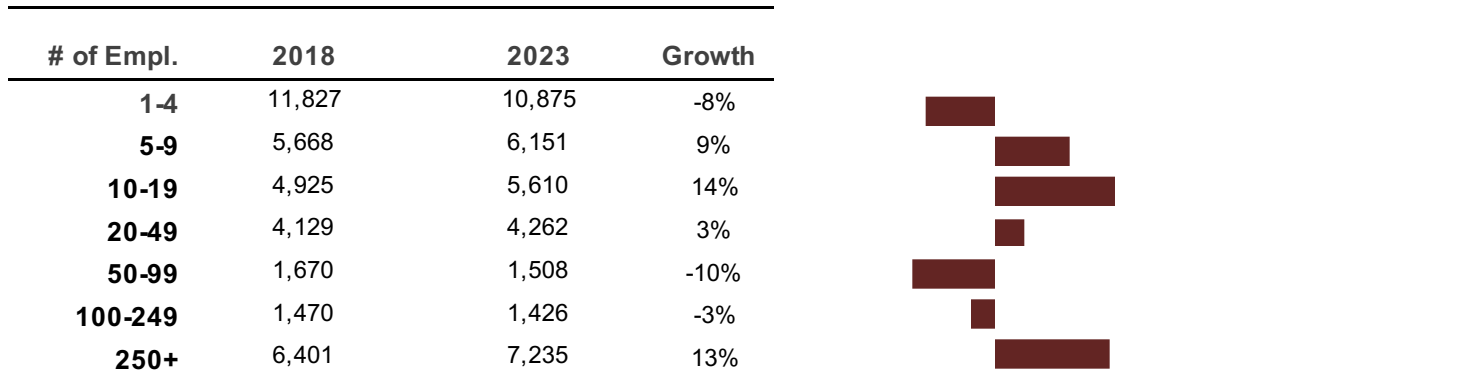 # of Empl. 2018 2023 Growth
1-4 11,827 10,875 -8%
5-9 5,668 6,151 9%
10-19 4,925 5,610 14%
20-49 4,129 4,262 3%
50-99 1,670 1,508 -10%
100-249 1,470 1,426 -3%
250+ 6,401 7,235 13%